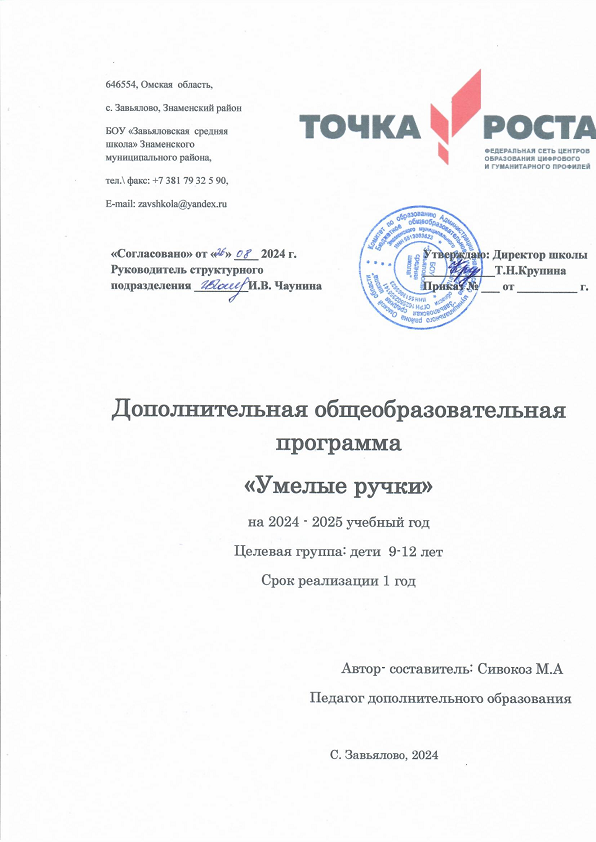 646554, Омская область,
с. Завьялово, Знаменский район
БОУ «Завьяловская средняя
школа» Знаменского
муниципального района,
тел.\ факс: +7 381 79 32 5 90,
E-mail: zavshkola@yandex.ru
ТОЧКА РОСТА
ФЕДЕРАЛЬНАЯ СЕТЬ ЦЕНТРОВ
ОБРАЗОВАНИЯ ЦИФРОВОГО
И ГУМАНИТАРНОГО ПРОФИЛЕЙ
«Согласовано» от «26» 08 2024 г.
Руководитель структурного
подразделения И.В. Чаунина
Утверждаю: Директор школы
Т.Н.Крупина
Приказ № ___ от ___________ г.
Дополнительная общеобразовательная
программа
«Умелые ручки»
на 2024 - 2025 учебный год
Целевая группа: дети 9-12 лет
Срок реализации 1 год
Автор- составитель: Сивокоз М.А
Педагог дополнительного образования
С. Завьялово, 2024